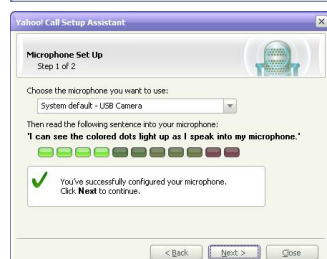 Yahoo! Call Setup Assistant
Microphone Set Up
Step 1 of 2
Choose the microphone you want to use:
System default - USB Camera
Then read the following sentence into your microphone:
"I can see the colored dots light up as I speak into my microphone."
You've successfully configured your microphone.
Click Next to continue.
< Back
Next >
Close